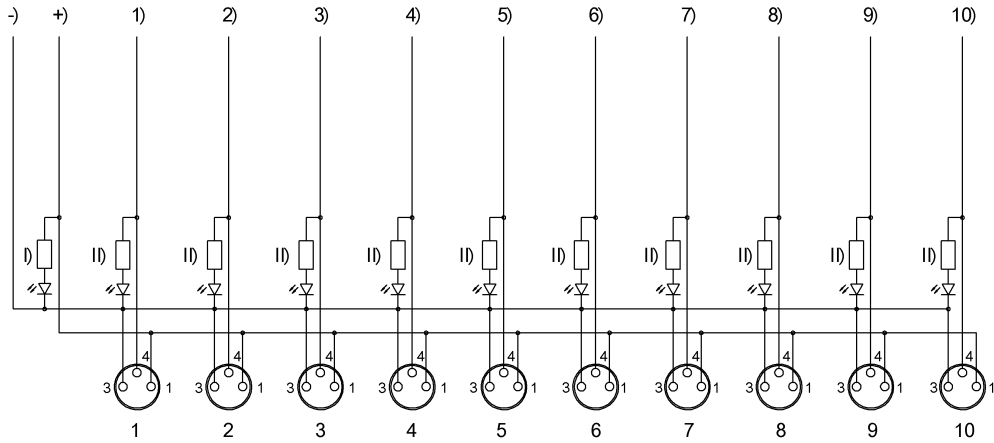 -) +) 1) 2) 3) 4) 5) 6) 7) 8) 9) 10)
I) II) II) II) II) II) II) II) II) II) II)
4 4 4 4 4 4 4 4 4 4
3 1 3 1 3 1 3 1 3 1 3 1 3 1 3 1 3 1 3 1
1 2 3 4 5 6 7 8 9 10